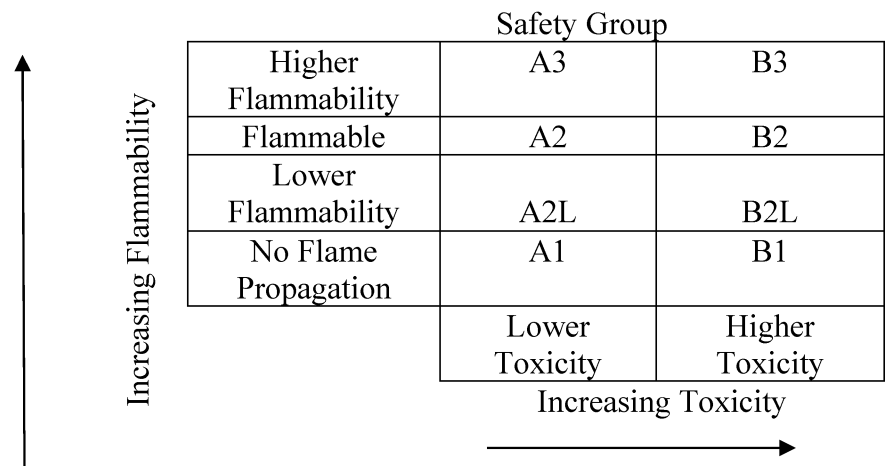 Safety Group
Increasing Flammability
Higher
Flammability
A3
B3
Flammable
A2
B2
Lower
Flammability
A2L
B2L
No Flame
Propagation
A1
B1
Lower
Toxicity
Higher
Toxicity
Increasing Toxicity